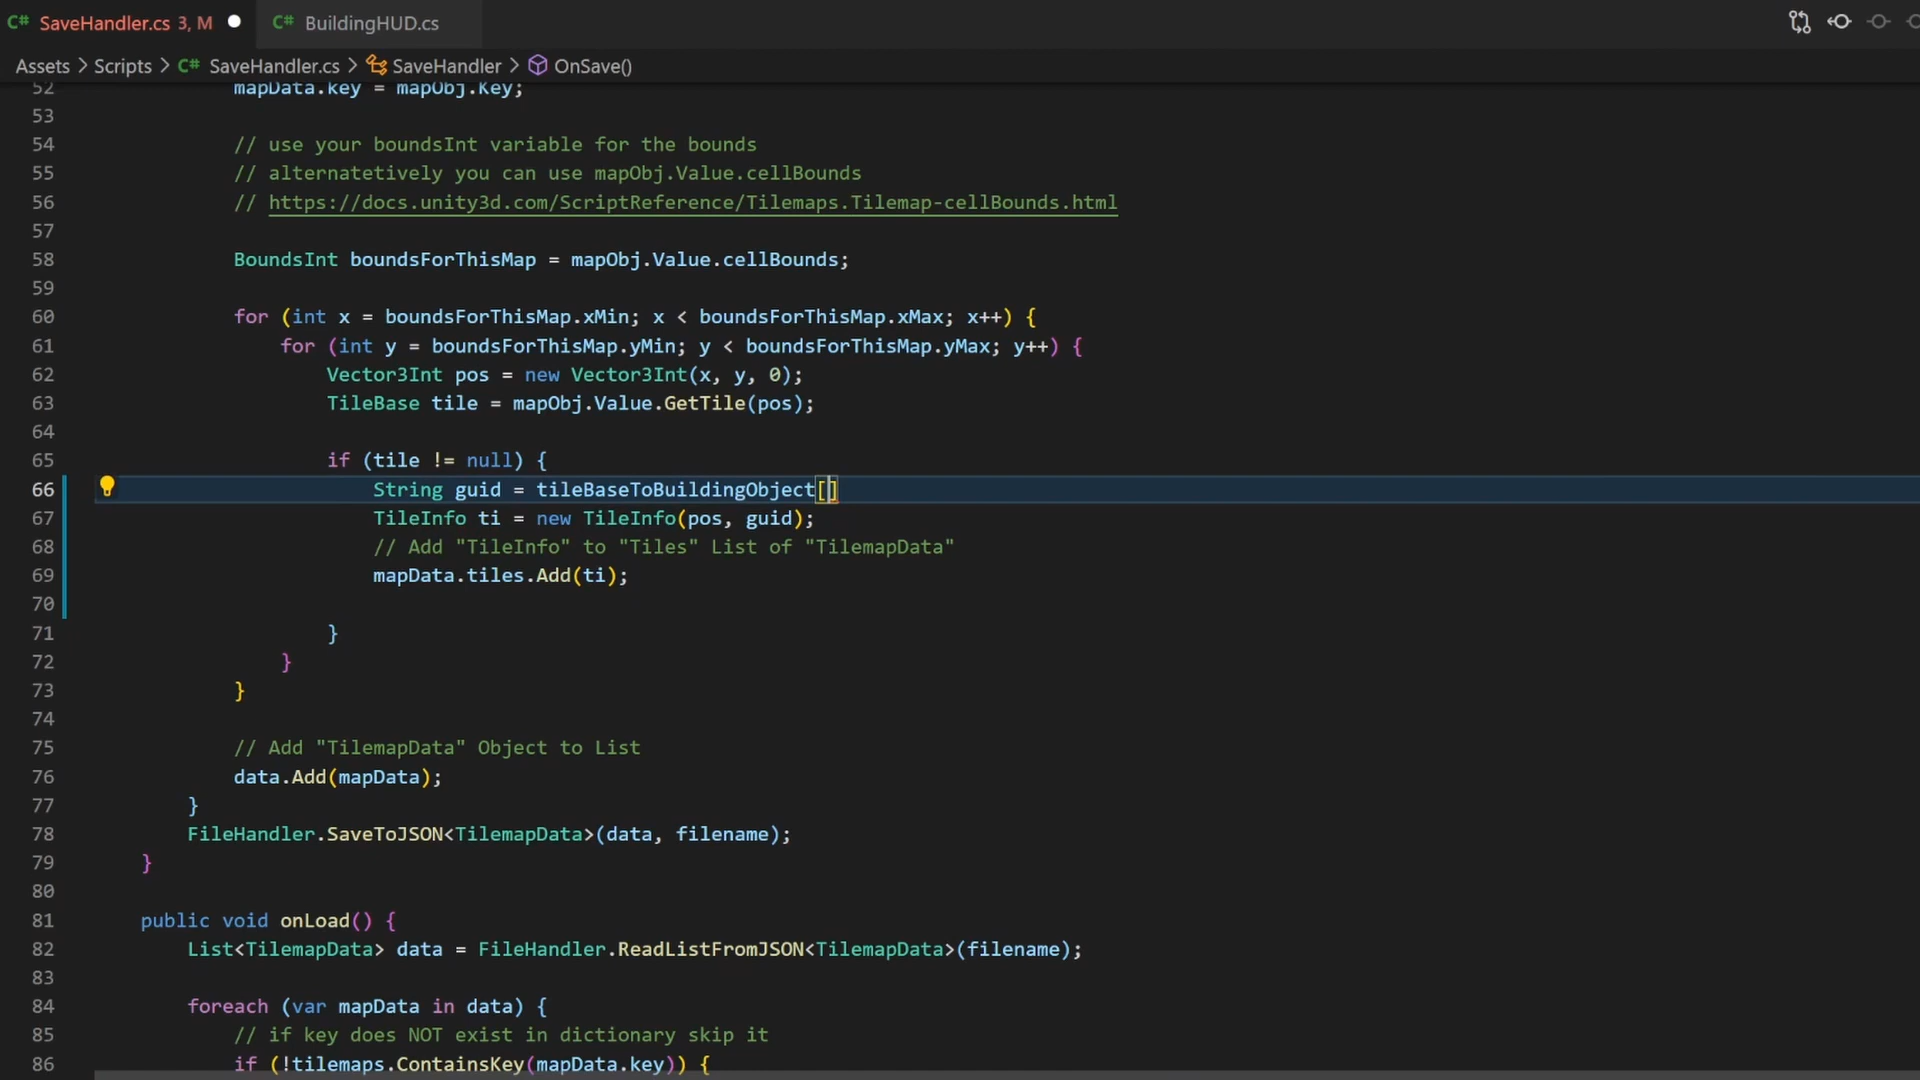 SaveHandler.cs 3, M BuildingHUD.cs
Assets > Scripts > SaveHandler.cs > SaveHandler > OnSave()
52 mapData.key = mapObj.Key;
53
54 // use your boundsInt variable for the bounds
55 // alternatetively you can use mapObj.Value.cellBounds
56 // https://docs.unity3d.com/ScriptReference/Tilemaps.Tilemap-cellBounds.html
57
58 BoundsInt boundsForThisMap = mapObj.Value.cellBounds;
59
60 for (int x = boundsForThisMap.xMin; x < boundsForThisMap.xMax; x++) {
61 for (int y = boundsForThisMap.yMin; y < boundsForThisMap.yMax; y++) {
62 Vector3Int pos = new Vector3Int(x, y, 0);
63 TileBase tile = mapObj.Value.GetTile(pos);
64
65 if (tile != null) {
66 String guid = tileBaseToBuildingObject[]
67 TileInfo ti = new TileInfo(pos, guid);
68 // Add "TileInfo" to "Tiles" List of "TilemapData"
69 mapData.tiles.Add(ti);
70
71 }
72 }
73 }
74
75 // Add "TilemapData" Object to List
76 data.Add(mapData);
77 }
78 FileHandler.SaveToJSON<TilemapData>(data, filename);
79 }
80
81 public void onLoad() {
82 List<TilemapData> data = FileHandler.ReadListFromJSON<TilemapData>(filename);
83
84 foreach (var mapData in data) {
85 // if key does NOT exist in dictionary skip it
86 if (!tilemaps.ContainsKey(mapData.key)) {